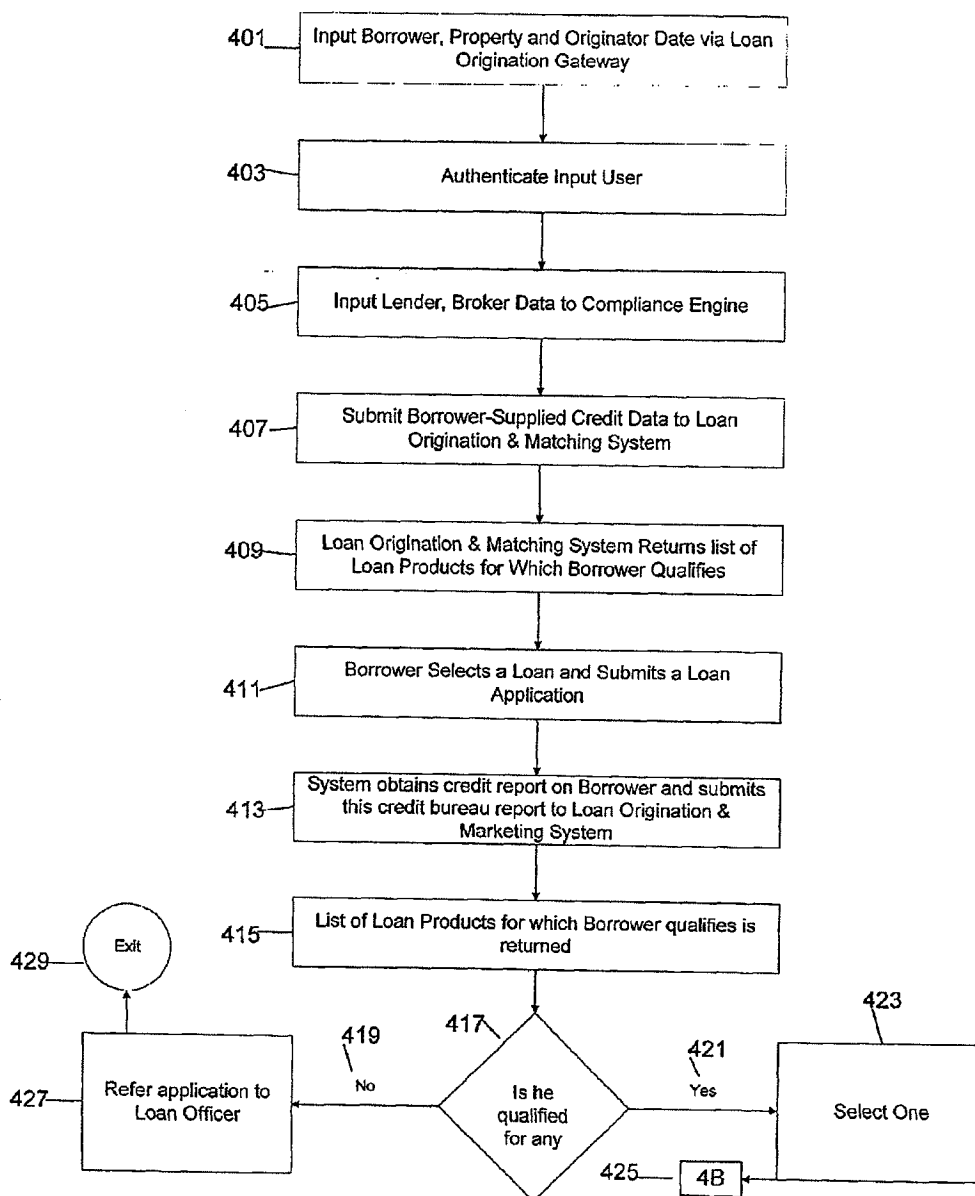 401
Input Borrower, Property and Originator Date via Loan
Origination Gateway
403
Authenticate Input User
405
Input Lender, Broker Data to Compliance Engine
407
Submit Borrower-Supplied Credit Data to Loan
Origination & Matching System
409
Loan Origination & Matching System Returns list of
Loan Products for Which Borrower Qualifies
411
Borrower Selects a Loan and Submits a Loan
Application
413
System obtains credit report on Borrower and submits
this credit bureau report to Loan Origination &
Marketing System
415
List of Loan Products for which Borrower qualifies is
returned
Exit
429
417
419
No
421
Yes
423
427
Refer application to
Loan Officer
Is he
qualified
for any
Select One
425
4B